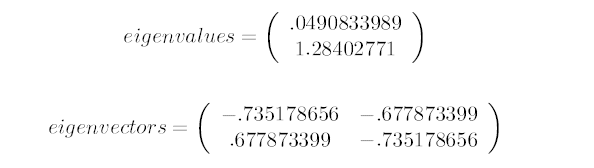 eigenvalues = ( .0490833989
1.28402771 )
eigenvectors = ( −.735178656 −.677873399
.677873399 −.735178656 )